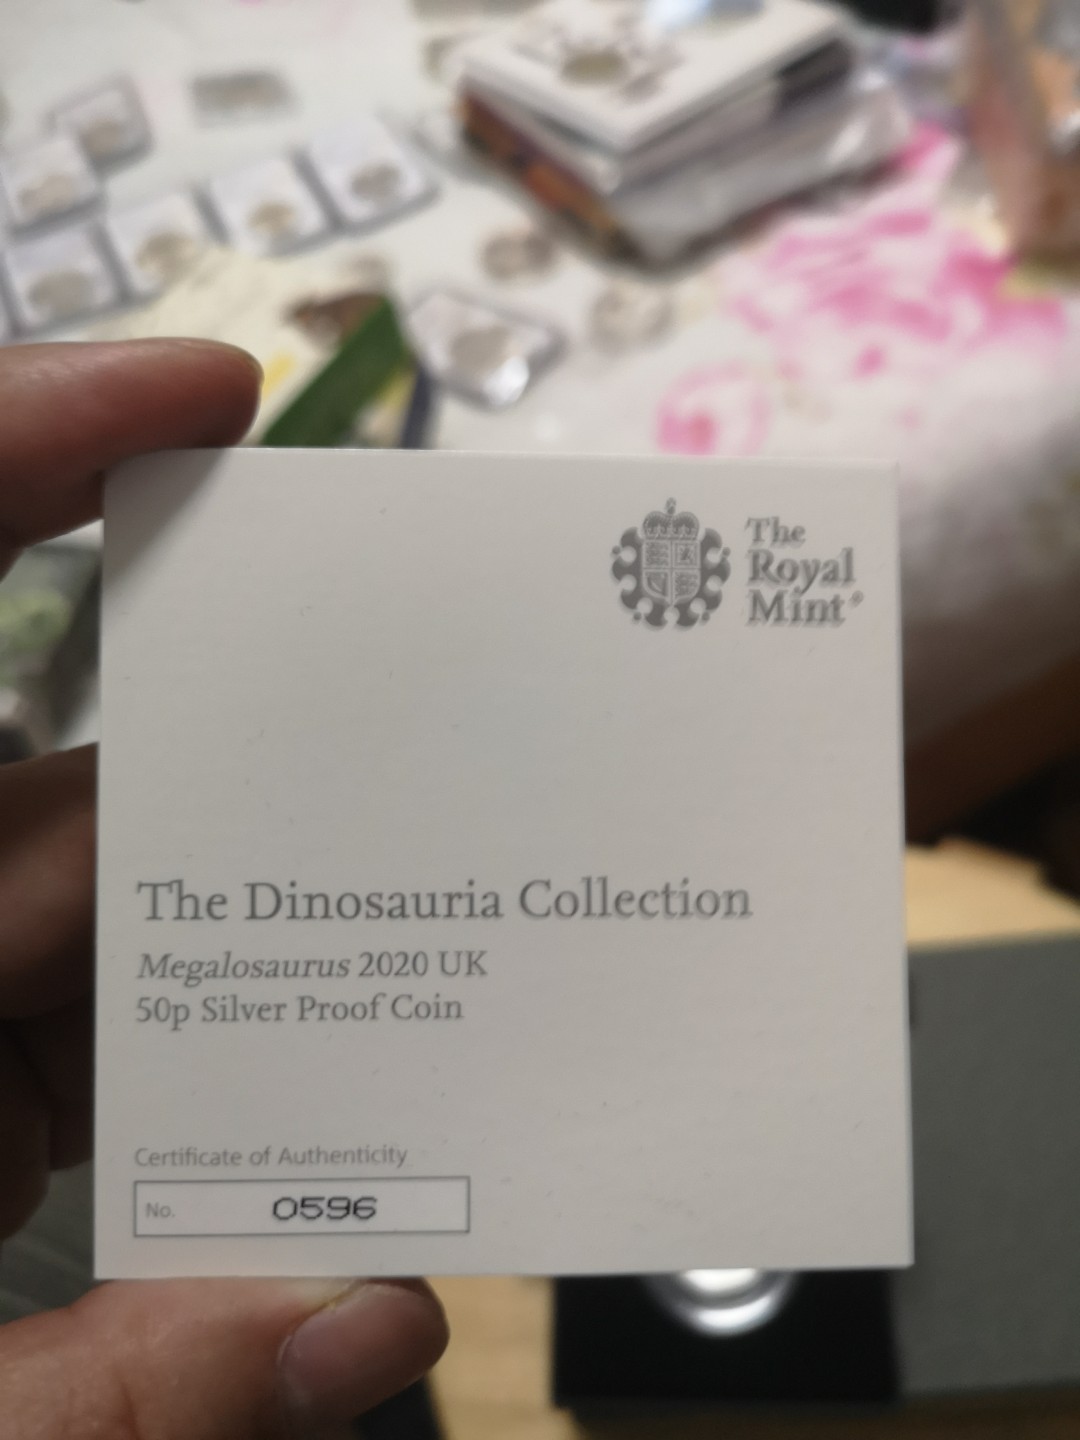 The
Royal
Mint®
The Dinosauria Collection
Megalosaurus 2020 UK
50p Silver Proof Coin
Certificate of Authenticity
No. 0596